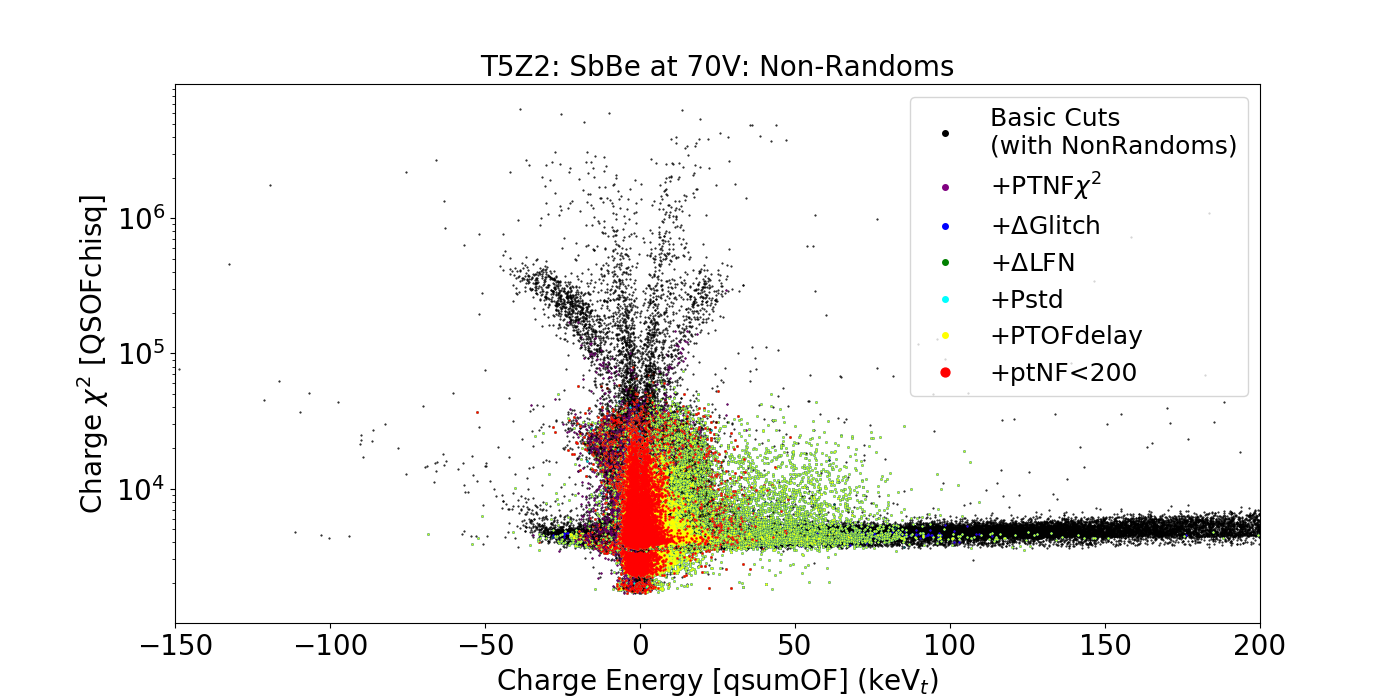 T5Z2: SbBe at 70V: Non-Randoms
Charge χ² [QSOFchisq]
10⁶
10⁵
10⁴
Basic Cuts
(with NonRandoms)
+PTNFχ²
+ΔGlitch
+ΔLFN
+Pstd
+PTOFdelay
+ptNF<200
−150 −100 −50 0 50 100 150 200
Charge Energy [qsumOF] (keVₜ)